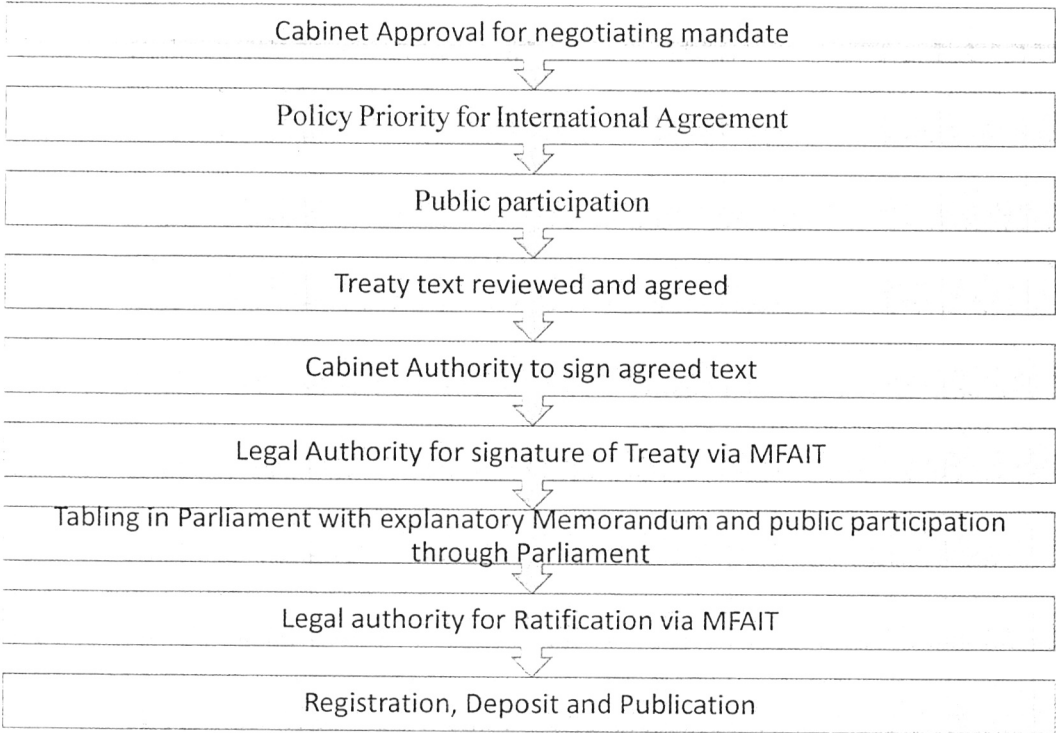 Cabinet Approval for negotiating mandate
Policy Priority for International Agreement
Public participation
Treaty text reviewed and agreed
Cabinet Authority to sign agreed text
Legal Authority for signature of Treaty via MFAIT
Tabling in Parliament with explanatory Memorandum and public participation
through Parliament
Legal authority for Ratification via MFAIT
Registration, Deposit and Publication